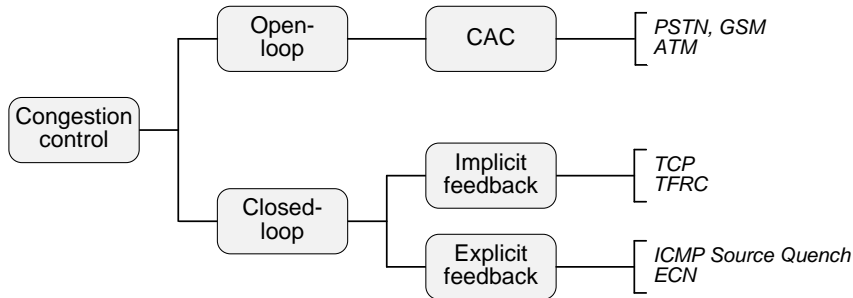 Open-
loop
CAC
PSTN, GSM
ATM
Congestion
control
Implicit
feedback
TCP
TFRC
Closed-
loop
Explicit
feedback
ICMP Source Quench
ECN